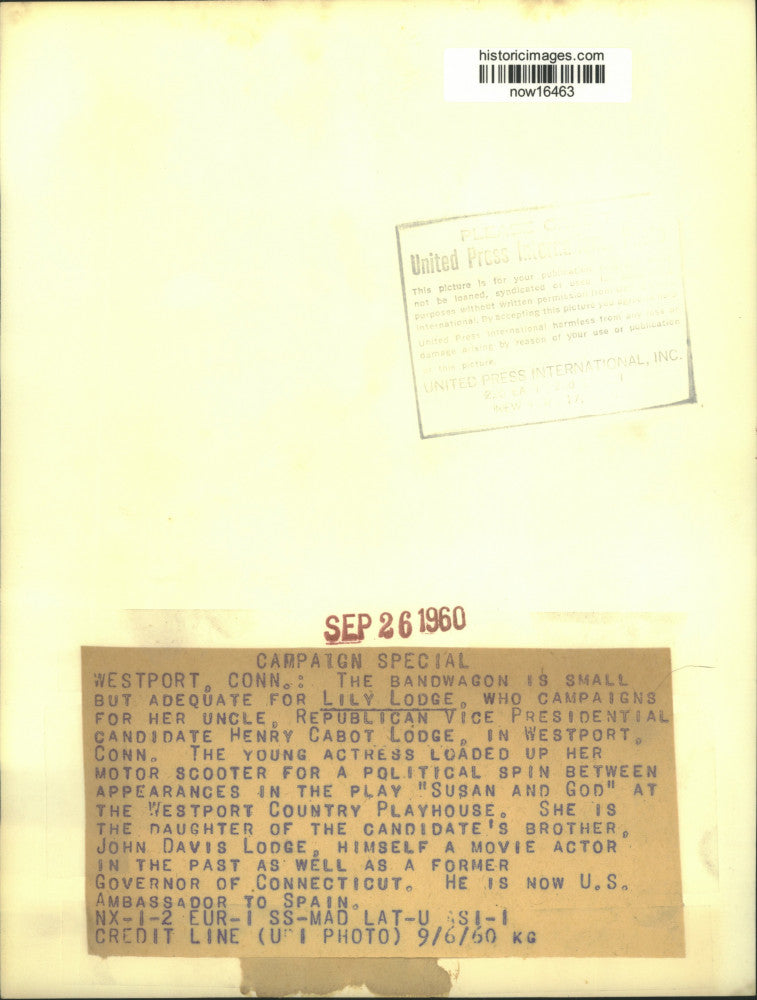 historicimages.com
now16463
United Press
This picture is for your publication
not be loaned, syndicated or used
purposes without written permission
International. By accepting this picture you agree
United Press International harmless from any loss or
damage arising by reason of your use or publication
of this picture.
UNITED PRESS INTERNATIONAL, INC.
SEP 26 1960
CAMPAIGN SPECIAL
WESTPORT, CONN.: THE BANDWAGON IS SMALL
BUT ADEQUATE FOR LILY LODGE, WHO CAMPAIGNS
FOR HER UNCLE, REPUBLICAN VICE PRESIDENTIAL
CANDIDATE HENRY CABOT LODGE, IN WESTPORT,
CONN. THE YOUNG ACTRESS LOADED UP HER
MOTOR SCOOTER FOR A POLITICAL SPIN BETWEEN
APPEARANCES IN THE PLAY "SUSAN AND GOD" AT
THE WESTPORT COUNTRY PLAYHOUSE. SHE IS
THE DAUGHTER OF THE CANDIDATE'S BROTHER,
JOHN DAVIS LODGE, HIMSELF A MOVIE ACTOR
IN THE PAST AS WELL AS A FORMER
GOVERNOR OF CONNECTICUT. HE IS NOW U.S.
AMBASSADOR TO SPAIN.
NX-1-2 EUR-1 SS-MAD LAT-U ASI-1
CREDIT LINE (UPI PHOTO) 9/6/60 KG